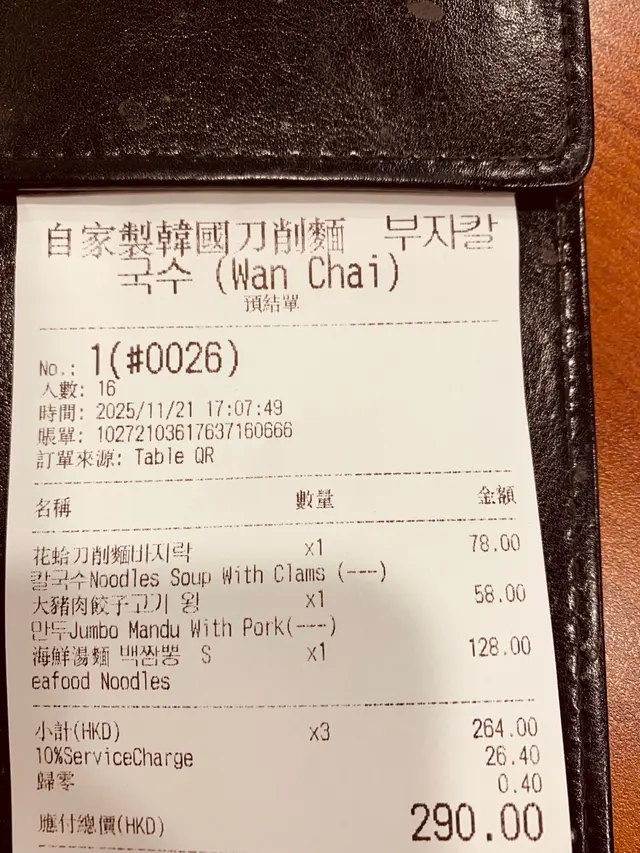 自家製韓國刀削麵 부자칼
국수 (Wan Chai)
預結單
No.: 1(#0026)
人數: 16
時間: 2025/11/21 17:07:49
賬單: 10272103617637160666
訂單來源: Table QR
名稱 數量 金額
花蛤刀削麵바지락 x1 78.00
칼국수Noodles Soup With Clams (---)
大豬肉餃子고기 왕 x1 58.00
만두Jumbo Mandu With Pork(---)
海鮮湯麵 백짬뽕 S x1 128.00
eafood Noodles
小計(HKD) x3 264.00
10%ServiceCharge 26.40
歸零 0.40
應付總價(HKD) 290.00